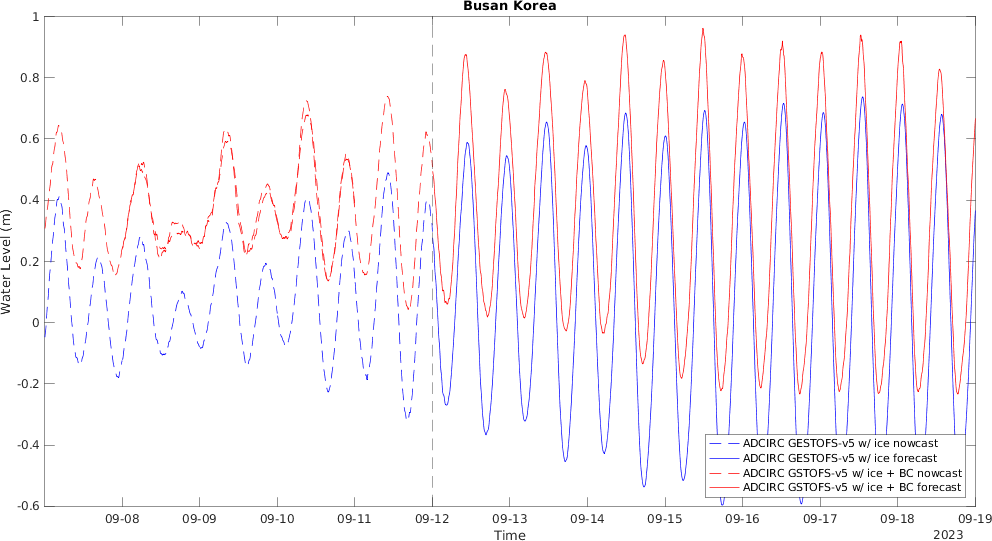 Busan Korea
1
0.8
0.6
0.4
0.2
0
-0.2
-0.4
-0.6
Water Level (m)
ADCIRC GESTOFS-v5 w/ ice nowcast
ADCIRC GESTOFS-v5 w/ ice forecast
ADCIRC GSTOFS-v5 w/ ice + BC nowcast
ADCIRC GSTOFS-v5 w/ ice + BC forecast
09-08 09-09 09-10 09-11 09-12 09-13 09-14 09-15 09-16 09-17 09-18 09-19
Time
2023